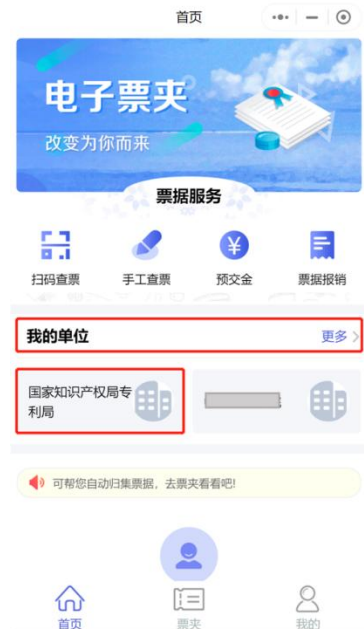 首页
电子票夹
改变为你而来
票据服务
扫码查票 手工查票 预交金 票据报销
我的单位 更多
国家知识产权局专
利局
可帮您自动归集票据，去票夹看看吧!
首页 票夹 我的